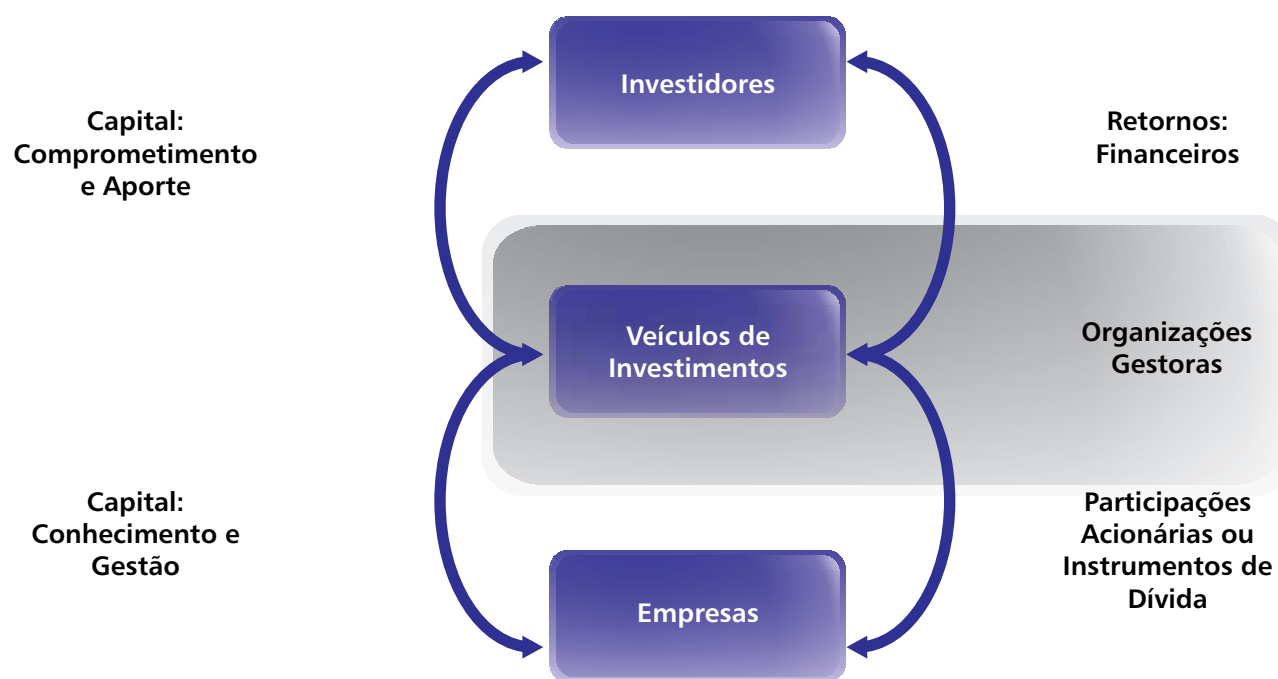 Investidores
Capital:
Comprometimento
e Aporte
Retornos:
Financeiros
Veículos de
Investimentos
Organizações
Gestoras
Capital:
Conhecimento e
Gestão
Participações
Acionárias ou
Instrumentos de
Dívida
Empresas